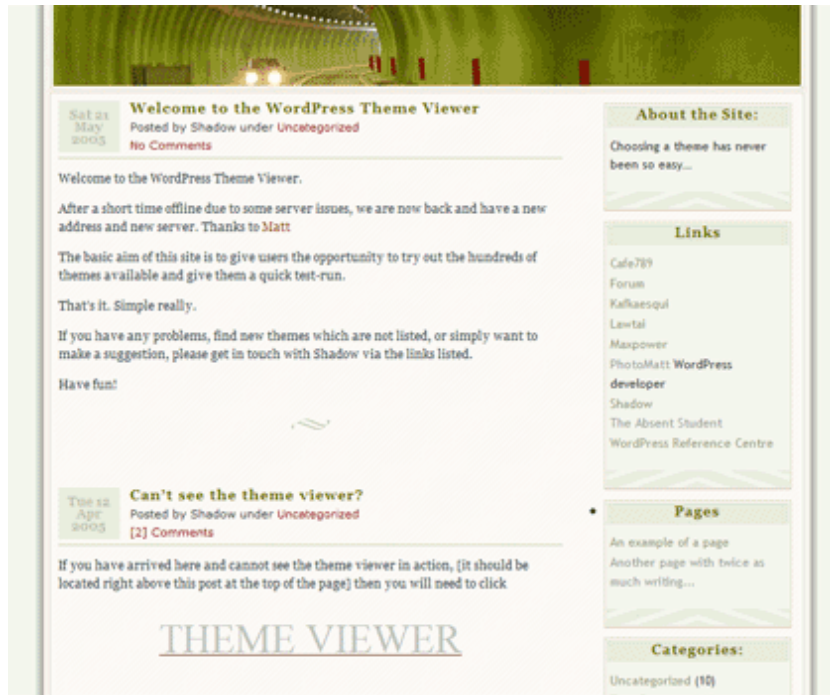 Sat 21
May
2005
Welcome to the WordPress Theme Viewer
Posted by Shadow under Uncategorized
No Comments
Welcome to the WordPress Theme Viewer.
After a short time offline due to some server issues, we are now back and have a new
address and new server. Thanks to Matt
The basic aim of this site is to give users the opportunity to try out the hundreds of
themes available and give them a quick test-run.
That's it. Simple really.
If you have any problems, find new themes which are not listed, or simply want to
make a suggestion, please get in touch with Shadow via the links listed.
Have fun!
Tue 12
Apr
2005
Can't see the theme viewer?
Posted by Shadow under Uncategorized
[2] Comments
If you have arrived here and cannot see the theme viewer in action, [it should be
located right above this post at the top of the page] then you will need to click
THEME VIEWER
About the Site:
Choosing a theme has never
been so easy...
Links
Cafe789
Forum
Kafkaesqui
Lawtai
Maxpower
PhotoMatt WordPress
developer
Shadow
The Absent Student
WordPress Reference Centre
Pages
An example of a page
Another page with twice as
much writing...
Categories:
Uncategorized (10)